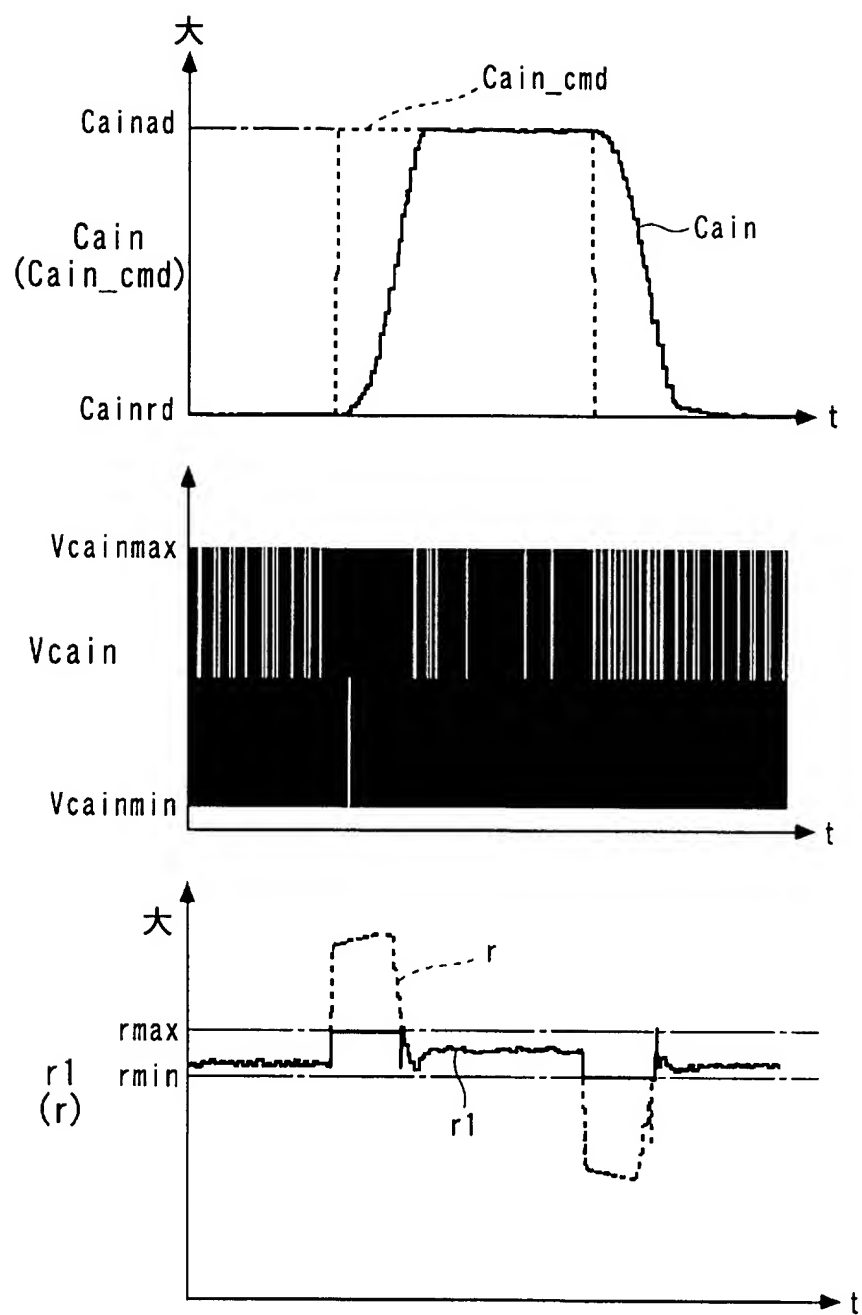 大
Cain_cmd
Cainad
Cain
(Cain_cmd)
Cain
Cainrd
t
Vcainmax
Vcain
Vcainmin
t
大
r
rmax
r1
(r)
rmin
r1
t